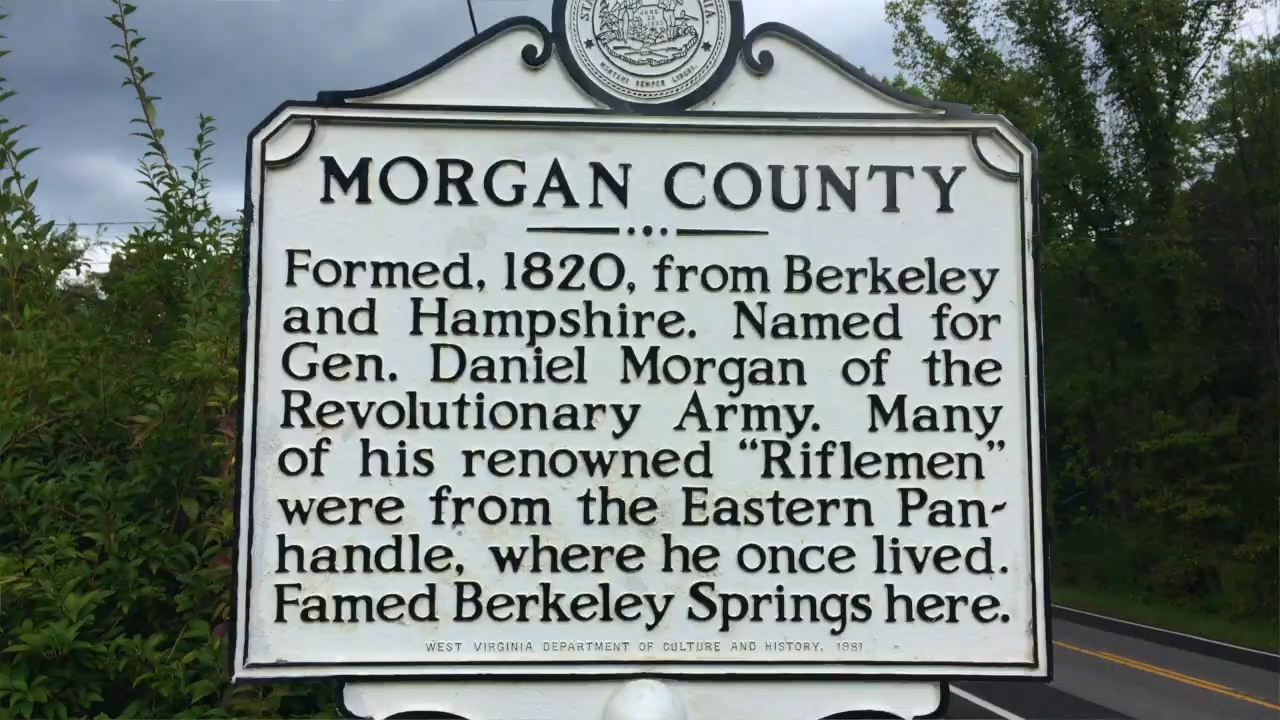 MORGAN COUNTY
Formed, 1820, from Berkeley
and Hampshire. Named for
Gen. Daniel Morgan of the
Revolutionary Army. Many
of his renowned “Riflemen”
were from the Eastern Pan-
handle, where he once lived.
Famed Berkeley Springs here.
WEST VIRGINIA DEPARTMENT OF CULTURE AND HISTORY, 1981